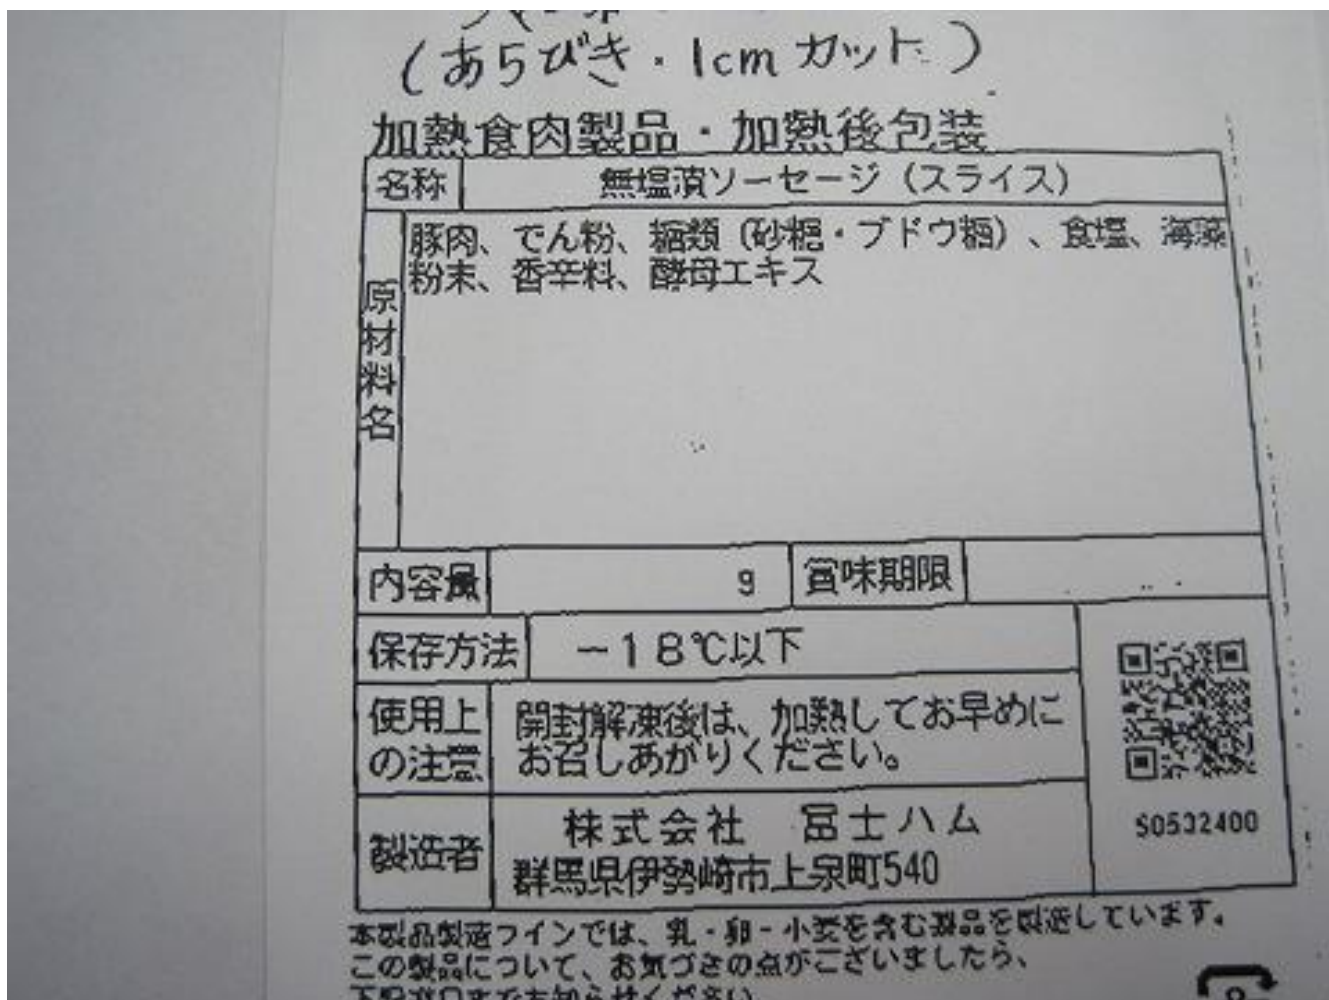 (あらびき・1cmカット)
加熱食肉製品・加熱後包装
名称 無塩漬ソーセージ（スライス）
原材料名 豚肉、でん粉、糖類（砂糖・ブドウ糖）、食塩、海藻
粉末、香辛料、酵母エキス
内容量 g 賞味期限
保存方法 －18℃以下
使用上の注意 開封解凍後は、加熱してお早めに
お召しあがりください。
製造者 株式会社 冨士ハム
群馬県伊勢崎市上泉町540
S0532400
本製品製造ラインでは、乳・卵・小麦を含む製品を製造しています。
この製品について、お気づきの点がございましたら、